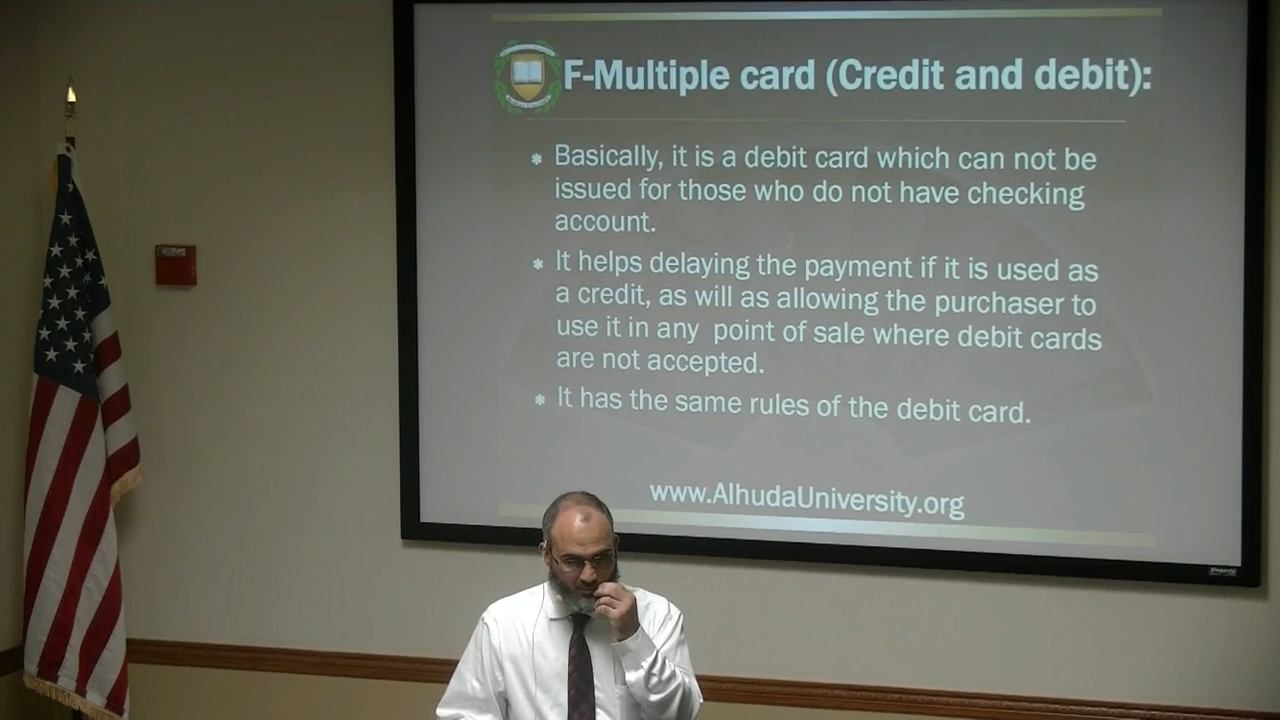 F-Multiple card (Credit and debit):
* Basically, it is a debit card which can not be
issued for those who do not have checking
account.
* It helps delaying the payment if it is used as
a credit, as will as allowing the purchaser to
use it in any point of sale where debit cards
are not accepted.
* It has the same rules of the debit card.
www.AlhudaUniversity.org